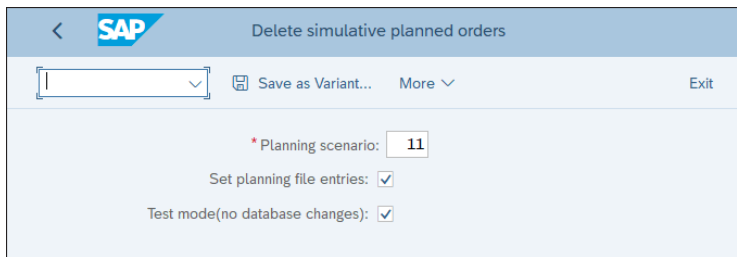 SAP Delete simulative planned orders
Save as Variant... More Exit
* Planning scenario: 11
Set planning file entries:
Test mode(no database changes):